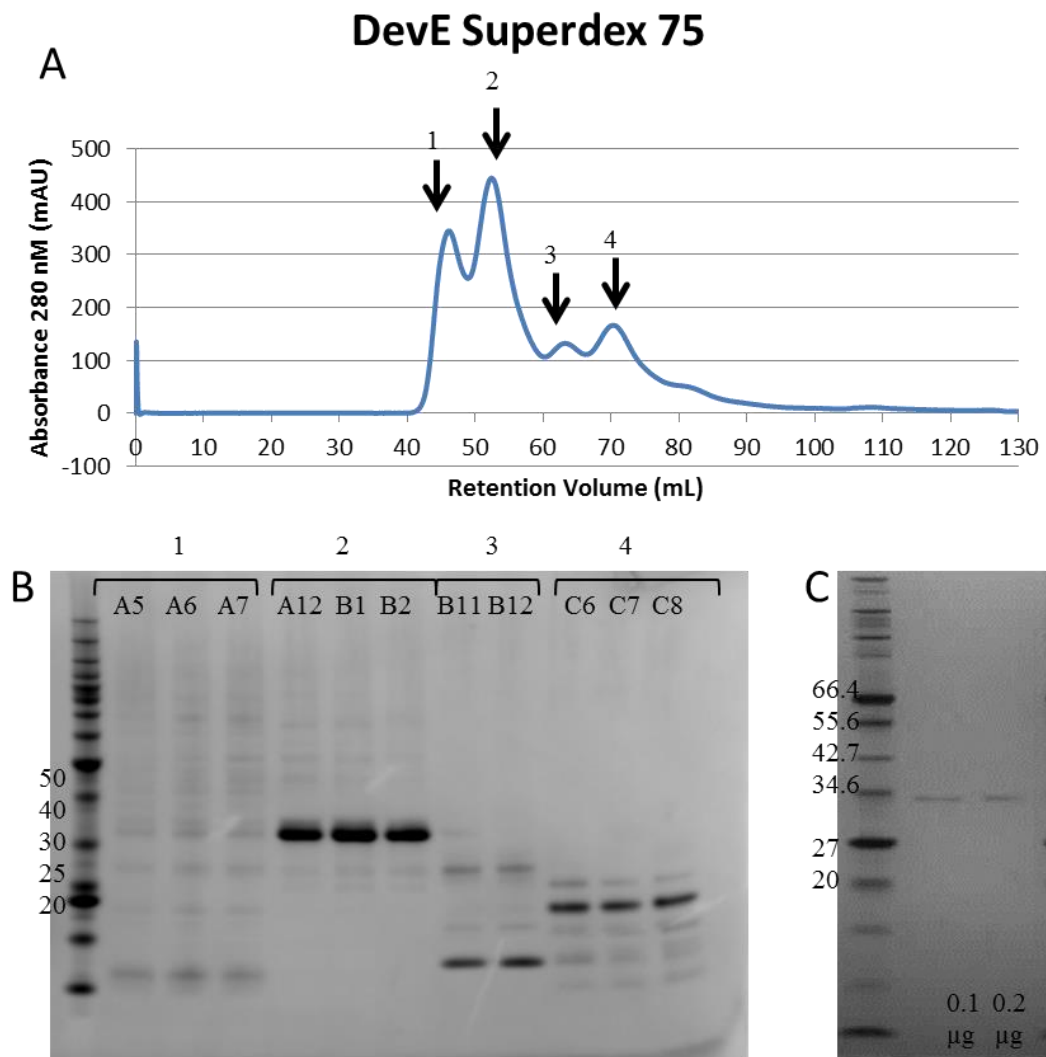 DevE Superdex 75
A
1
2
3
4
500
400
300
200
100
0
-100
Absorbance 280 nM (mAU)
0 10 20 30 40 50 60 70 80 90 100 110 120 130
Retention Volume (mL)
B
1 2 3 4
A5 A6 A7 A12 B1 B2 B11 B12 C6 C7 C8
50
40
30
25
20
C
66.4
55.6
42.7
34.6
27
20
0.1 0.2
µg µg